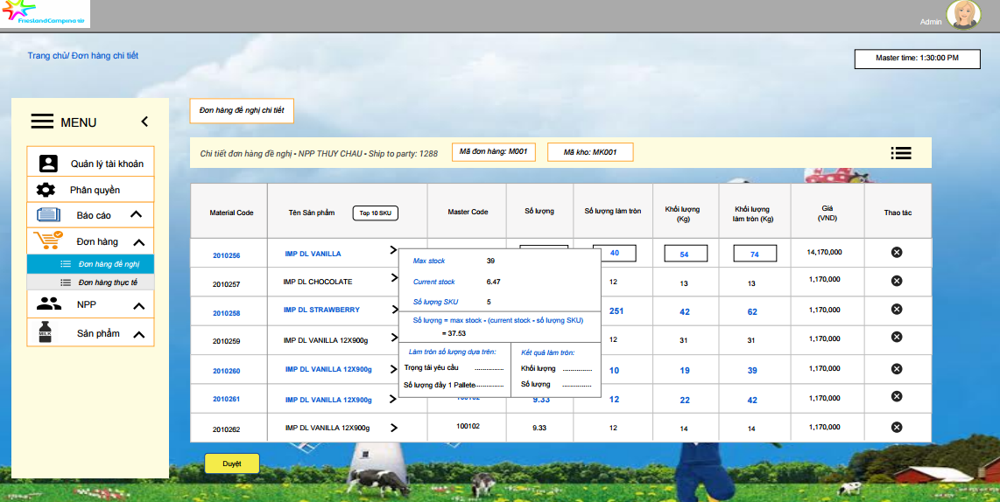 FrieslandCampina
Admin
Trang chủ/ Đơn hàng chi tiết
Master time: 1:30:00 PM
MENU
Quản lý tài khoản
Phân quyền
Báo cáo
Đơn hàng
Đơn hàng đề nghị
Đơn hàng thực tế
NPP
MILK
Sản phẩm
Đơn hàng đề nghị chi tiết
Chi tiết đơn hàng đề nghị - NPP THUY CHAU - Ship to party: 1288 Mã đơn hàng: M001 Mã kho: MK001
Material Code Tên Sản phẩm Top 10 SKU Master Code Số lượng Số lượng làm tròn Khối lượng (Kg) Khối lượng làm tròn (Kg) Giá (VND) Thao tác
2010256 IMP DL VANILLA 40 54 74 14,170,000
2010257 IMP DL CHOCOLATE 12 13 13 1,170,000
2010258 IMP DL STRAWBERRY 251 42 62 1,170,000
2010259 IMP DL VANILLA 12X900g 12 31 31 1,170,000
2010260 IMP DL VANILLA 12X900g 10 19 39 1,170,000
2010261 IMP DL VANILLA 12X900g 100102 9.33 12 22 42 1,170,000
2010262 IMP DL VANILLA 12X900g 100102 9.33 12 14 14 1,170,000
Max stock 39
Current stock 6.47
Số lượng SKU 5
Số lượng = max stock - (current stock - số lượng SKU)
= 37.53
Làm tròn số lượng dựa trên:
Trọng tải yêu cầu ..............
Số lượng đầy 1 Pallete..............
Kết quả làm tròn:
Khối lượng ..............
Số lượng ..............
Duyệt